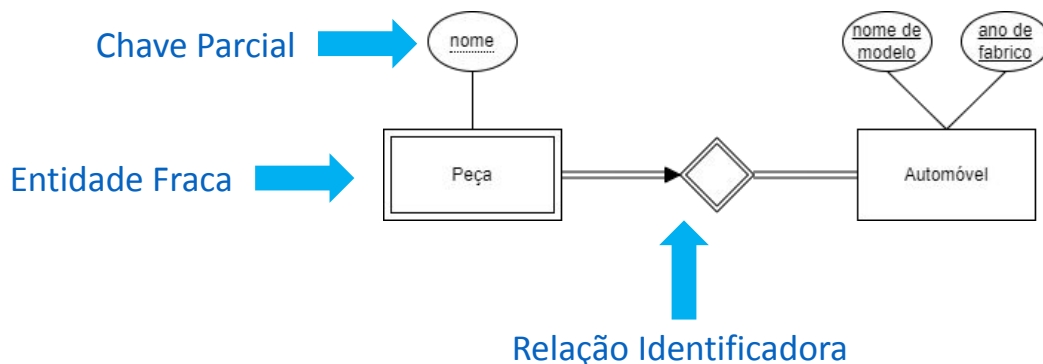 Chave Parcial
nome
nome de
modelo
ano de
fabrico
Entidade Fraca
Peça
Automóvel
Relação Identificadora